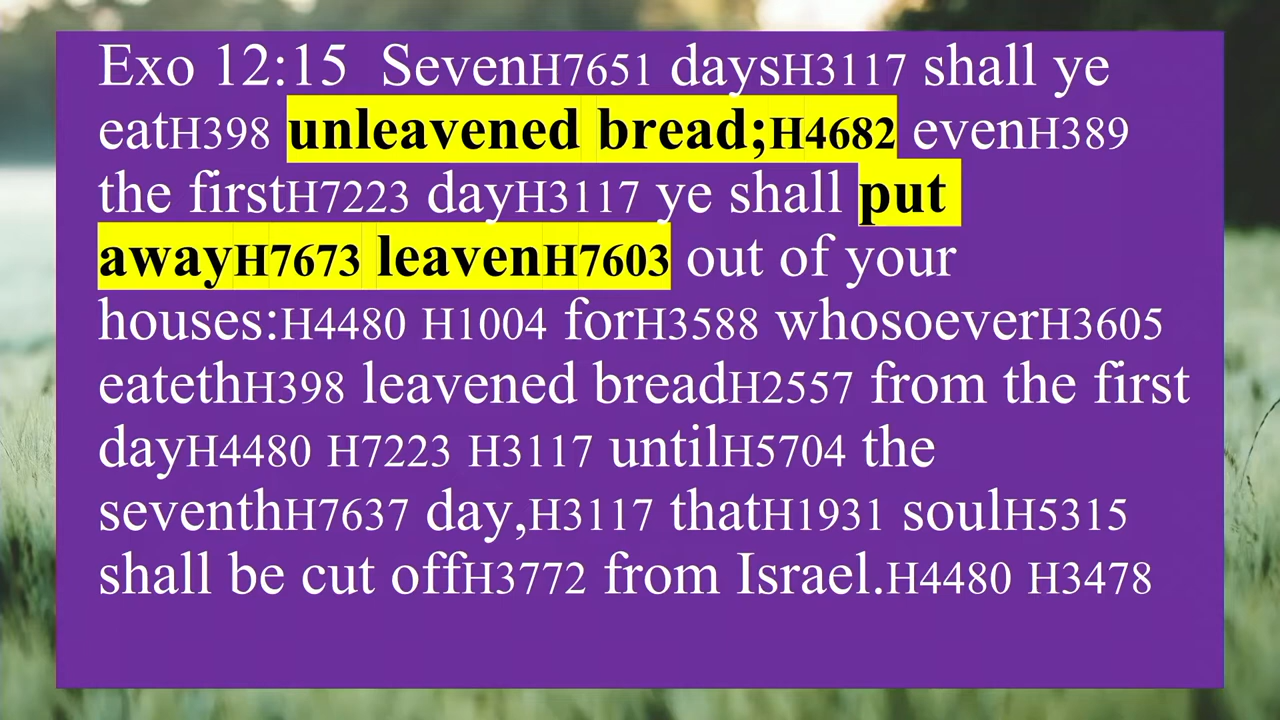 Exo 12:15  SevenH7651 daysH3117 shall ye
eatH398 unleavened bread;H4682 evenH389
the firstH7223 dayH3117 ye shall put
awayH7673 leavenH7603 out of your
houses:H4480 H1004 forH3588 whosoeverH3605
eatethH398 leavened breadH2557 from the first
dayH4480 H7223 H3117 untilH5704 the
seventhH7637 day,H3117 thatH1931 soulH5315
shall be cut offH3772 from Israel.H4480 H3478